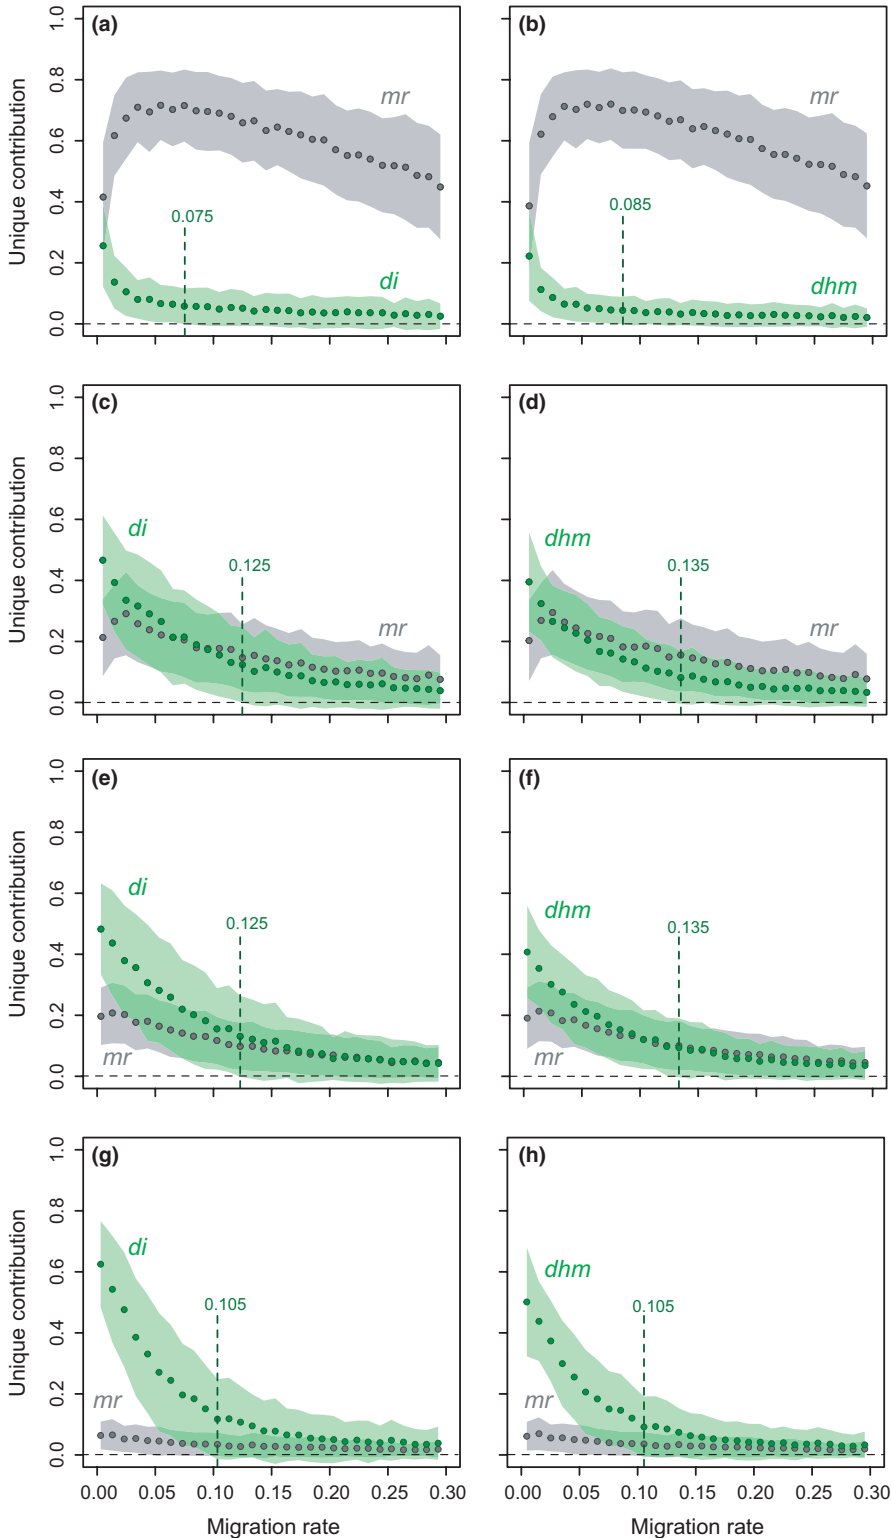 (a)
Unique contribution
0.0 0.2 0.4 0.6 0.8 1.0
mr
0.075
di
(b)
mr
0.085
dhm
(c)
Unique contribution
0.0 0.2 0.4 0.6 0.8 1.0
di
0.125
mr
(d)
dhm
0.135
mr
(e)
Unique contribution
0.0 0.2 0.4 0.6 0.8 1.0
di
0.125
mr
(f)
dhm
0.135
mr
(g)
Unique contribution
0.0 0.2 0.4 0.6 0.8 1.0
di
0.105
mr
0.00 0.05 0.10 0.15 0.20 0.25 0.30
Migration rate
(h)
dhm
0.105
mr
0.00 0.05 0.10 0.15 0.20 0.25 0.30
Migration rate